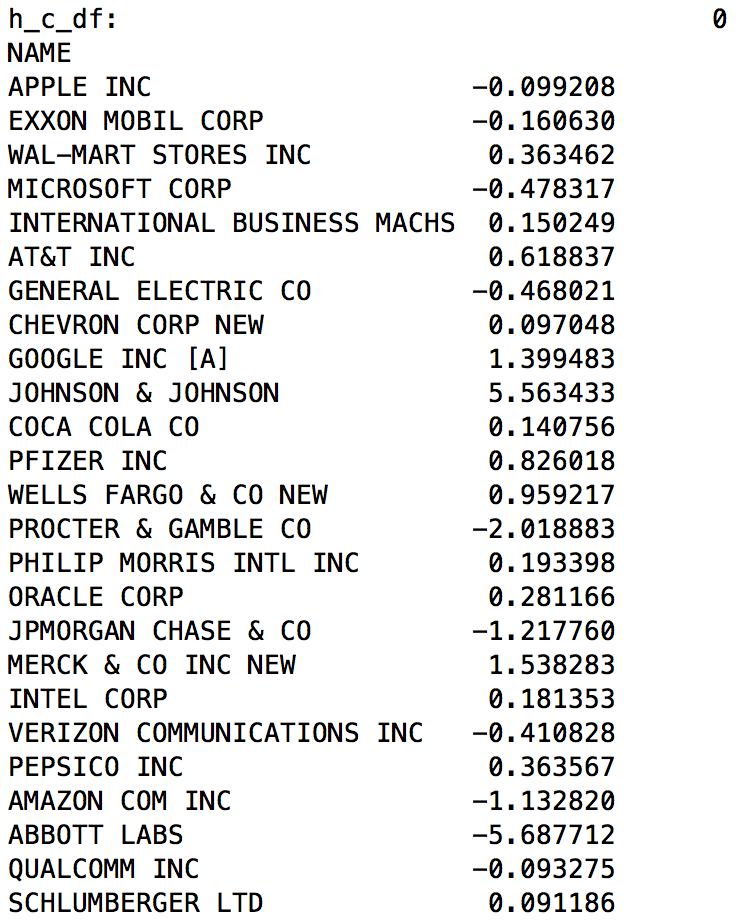 h_c_df: 0
NAME
APPLE INC -0.099208
EXXON MOBIL CORP -0.160630
WAL-MART STORES INC 0.363462
MICROSOFT CORP -0.478317
INTERNATIONAL BUSINESS MACHS 0.150249
AT&T INC 0.618837
GENERAL ELECTRIC CO -0.468021
CHEVRON CORP NEW 0.097048
GOOGLE INC [A] 1.399483
JOHNSON & JOHNSON 5.563433
COCA COLA CO 0.140756
PFIZER INC 0.826018
WELLS FARGO & CO NEW 0.959217
PROCTER & GAMBLE CO -2.018883
PHILIP MORRIS INTL INC 0.193398
ORACLE CORP 0.281166
JPMORGAN CHASE & CO -1.217760
MERCK & CO INC NEW 1.538283
INTEL CORP 0.181353
VERIZON COMMUNICATIONS INC -0.410828
PEPSICO INC 0.363567
AMAZON COM INC -1.132820
ABBOTT LABS -5.687712
QUALCOMM INC -0.093275
SCHLUMBERGER LTD 0.091186